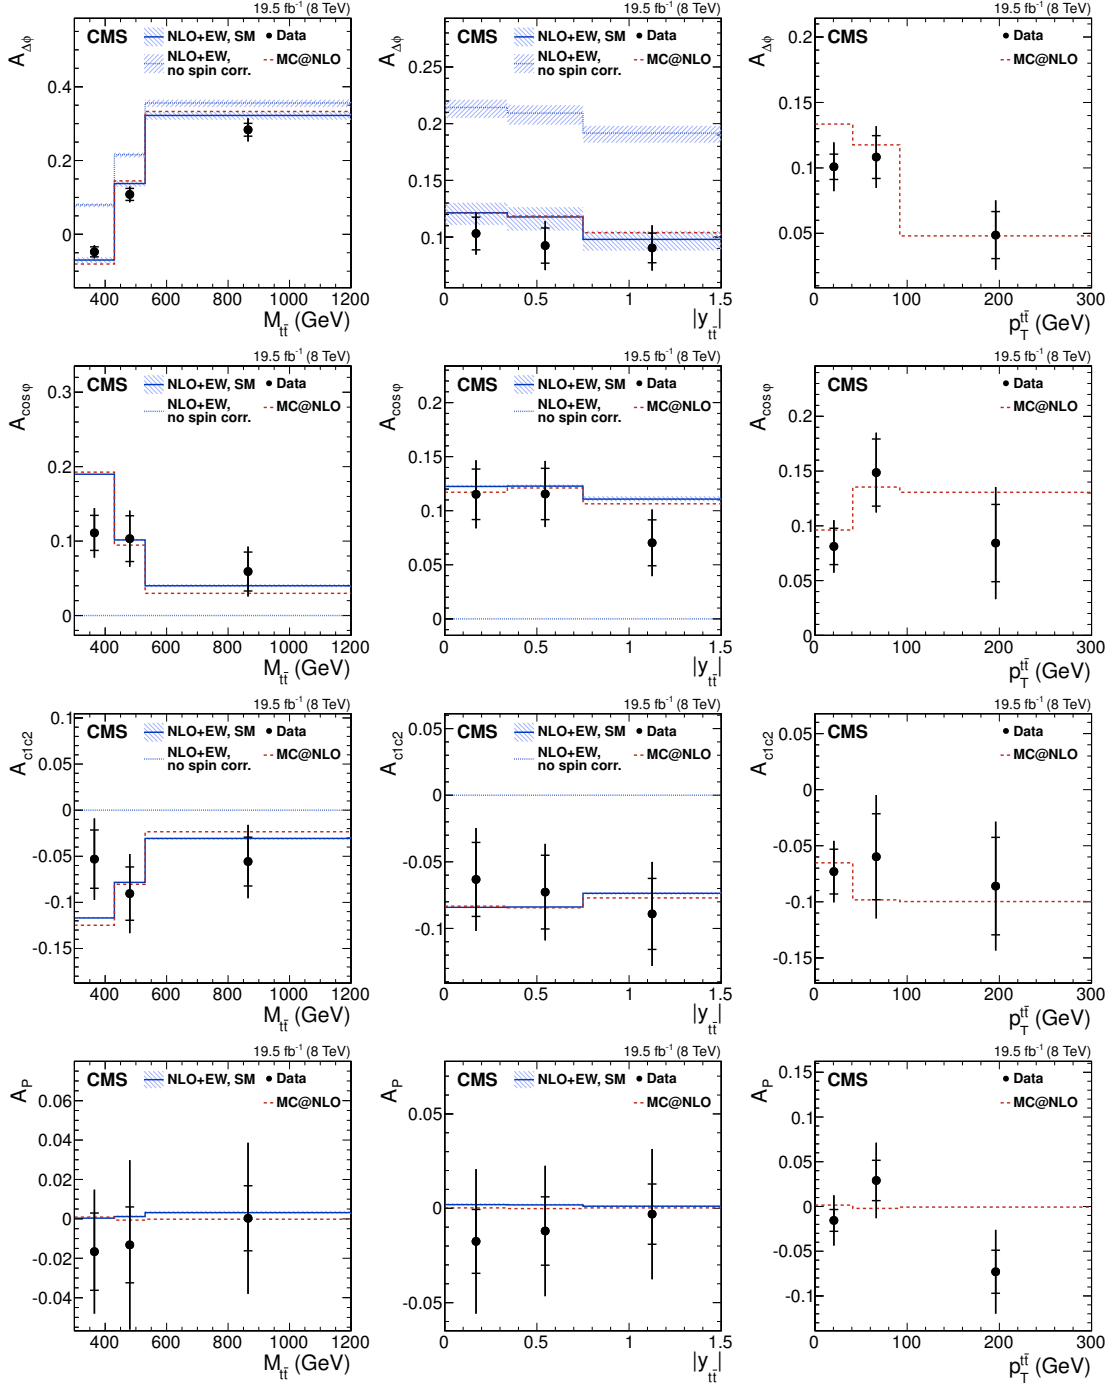 19.5 fb⁻¹ (8 TeV)
A_Δϕ
CMS
NLO+EW, SM
Data
NLO+EW, no spin corr.
MC@NLO
0.4
0.2
0
400 600 800 1000 1200
M_tt̄ (GeV)
19.5 fb⁻¹ (8 TeV)
A_Δϕ
CMS
NLO+EW, SM
Data
NLO+EW, no spin corr.
MC@NLO
0.25
0.2
0.15
0.1
0 0.5 1 1.5
|y_tt̄|
19.5 fb⁻¹ (8 TeV)
A_Δϕ
CMS
Data
MC@NLO
0.2
0.15
0.1
0.05
0 100 200 300
p_T^tt̄ (GeV)
19.5 fb⁻¹ (8 TeV)
A_cos φ
CMS
NLO+EW, SM
Data
NLO+EW, no spin corr.
MC@NLO
0.3
0.2
0.1
0
400 600 800 1000 1200
M_tt̄ (GeV)
19.5 fb⁻¹ (8 TeV)
A_cos φ
CMS
NLO+EW, SM
Data
NLO+EW, no spin corr.
MC@NLO
0.2
0.15
0.1
0.05
0
0 0.5 1 1.5
|y_tt̄|
19.5 fb⁻¹ (8 TeV)
A_cos φ
CMS
Data
MC@NLO
0.2
0.15
0.1
0.05
0
0 100 200 300
p_T^tt̄ (GeV)
19.5 fb⁻¹ (8 TeV)
A_c1c2
CMS
NLO+EW, SM
Data
NLO+EW, no spin corr.
MC@NLO
0.1
0.05
0
-0.05
-0.1
-0.15
400 600 800 1000 1200
M_tt̄ (GeV)
19.5 fb⁻¹ (8 TeV)
A_c1c2
CMS
NLO+EW, SM
Data
NLO+EW, no spin corr.
MC@NLO
0.05
0
-0.05
-0.1
0 0.5 1 1.5
|y_tt̄|
19.5 fb⁻¹ (8 TeV)
A_c1c2
CMS
Data
MC@NLO
0.05
0
-0.05
-0.1
-0.15
0 100 200 300
p_T^tt̄ (GeV)
19.5 fb⁻¹ (8 TeV)
A_P
CMS
NLO+EW, SM
Data
MC@NLO
0.06
0.04
0.02
0
-0.02
-0.04
400 600 800 1000 1200
M_tt̄ (GeV)
19.5 fb⁻¹ (8 TeV)
A_P
CMS
NLO+EW, SM
Data
MC@NLO
0.05
0
-0.05
0 0.5 1 1.5
|y_tt̄|
19.5 fb⁻¹ (8 TeV)
A_P
CMS
Data
MC@NLO
0.15
0.1
0.05
0
-0.05
-0.1
0 100 200 300
p_T^tt̄ (GeV)